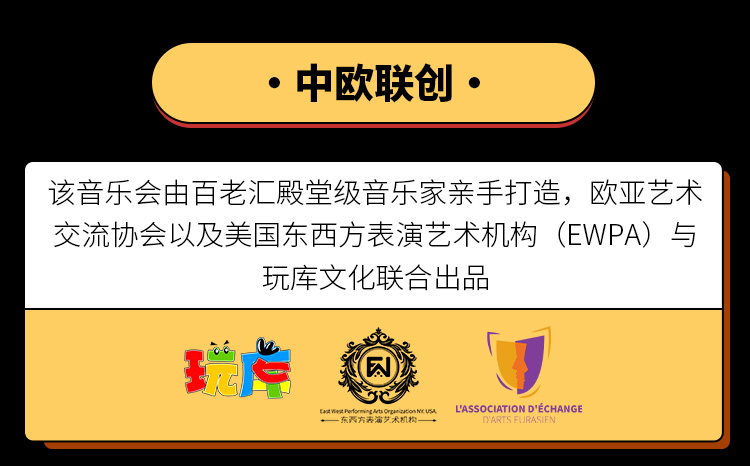 ·中欧联创·
该音乐会由百老汇殿堂级音乐家亲手打造，欧亚艺术
交流协会以及美国东西方表演艺术机构（EWPA）与
玩库文化联合出品
玩库
East West Performing Arts Organization NY. USA.
东西方表演艺术机构
L'ASSOCIATION D'ÉCHANGE
D'ARTS EURASIEN